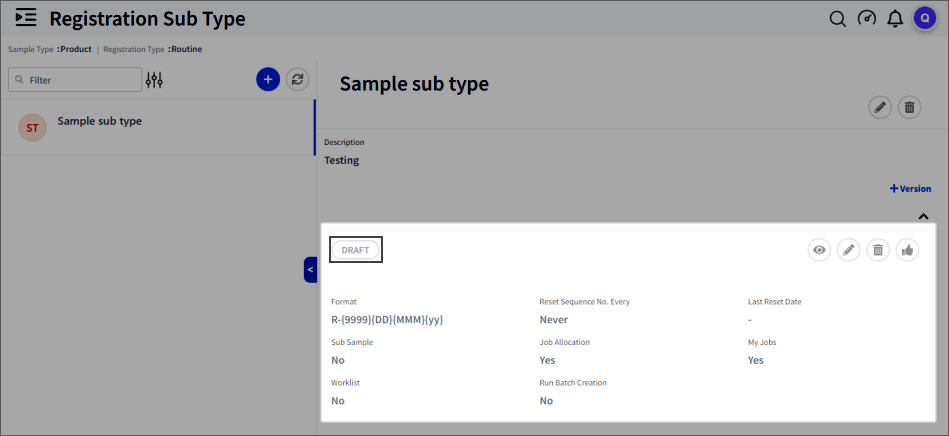 Registration Sub Type
Q
Sample Type :Product | Registration Type :Routine
Filter
ST
Sample sub type
Sample sub type
Description
Testing
+Version
<
DRAFT
Format
Reset Sequence No. Every
Last Reset Date
R-{9999}{DD}{MMM}{yy}
Never
-
Sub Sample
Job Allocation
My Jobs
No
Yes
Yes
Worklist
Run Batch Creation
No
No